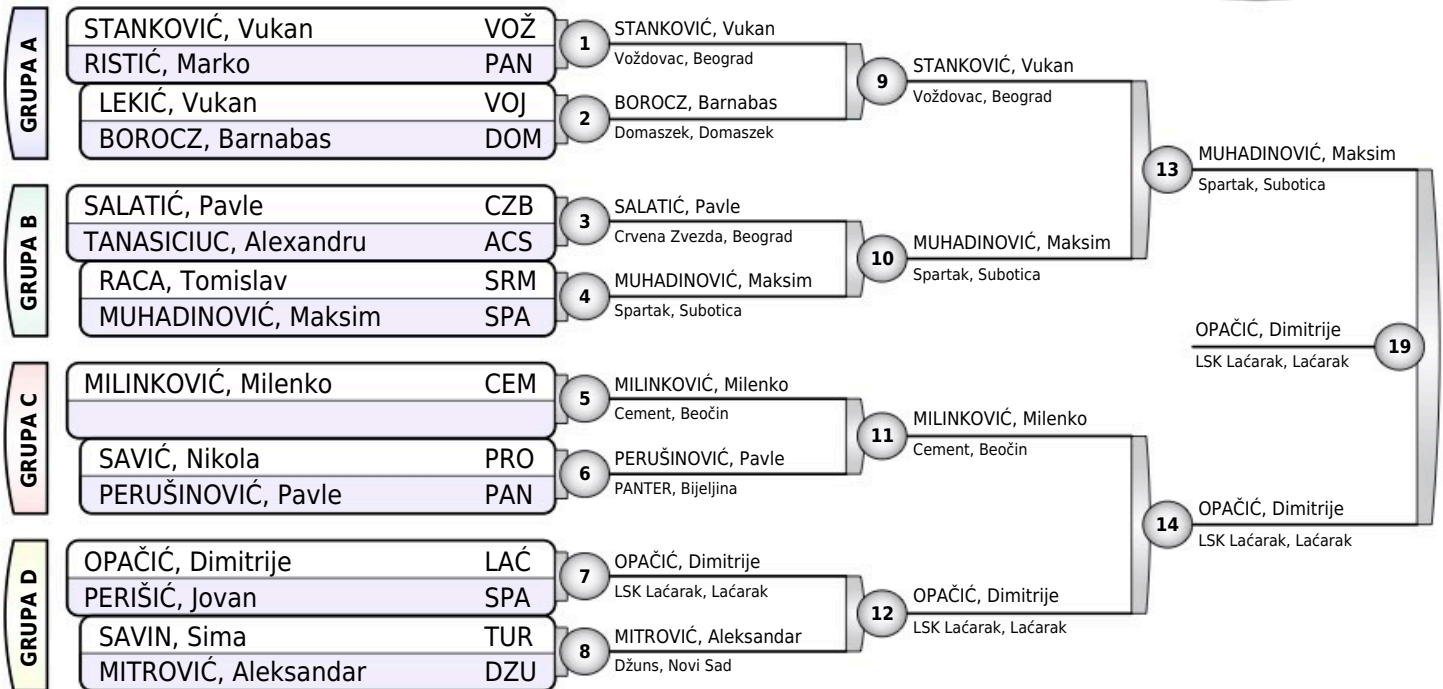 GRUPA A
STANKOVIĆ, Vukan VOŽ
RISTIĆ, Marko PAN
LEKIĆ, Vukan VOJ
BOROCZ, Barnabas DOM
GRUPA B
SALATIĆ, Pavle CZB
TANASICIUC, Alexandru ACS
RACA, Tomislav SRM
MUHADINOVIĆ, Maksim SPA
GRUPA C
MILINKOVIĆ, Milenko CEM
SAVIĆ, Nikola PRO
PERUŠINOVIĆ, Pavle PAN
GRUPA D
OPAČIĆ, Dimitrije LAĆ
PERIŠIĆ, Jovan SPA
SAVIN, Sima TUR
MITROVIĆ, Aleksandar DZU
1
STANKOVIĆ, Vukan
Voždovac, Beograd
2
BOROCZ, Barnabas
Domaszek, Domaszek
3
SALATIĆ, Pavle
Crvena Zvezda, Beograd
4
MUHADINOVIĆ, Maksim
Spartak, Subotica
5
MILINKOVIĆ, Milenko
Cement, Beočin
6
PERUŠINOVIĆ, Pavle
PANTER, Bijeljina
7
OPAČIĆ, Dimitrije
LSK Laćarak, Laćarak
8
MITROVIĆ, Aleksandar
Džuns, Novi Sad
9
STANKOVIĆ, Vukan
Voždovac, Beograd
10
MUHADINOVIĆ, Maksim
Spartak, Subotica
11
MILINKOVIĆ, Milenko
Cement, Beočin
12
OPAČIĆ, Dimitrije
LSK Laćarak, Laćarak
13
MUHADINOVIĆ, Maksim
Spartak, Subotica
14
OPAČIĆ, Dimitrije
LSK Laćarak, Laćarak
OPAČIĆ, Dimitrije
LSK Laćarak, Laćarak
19